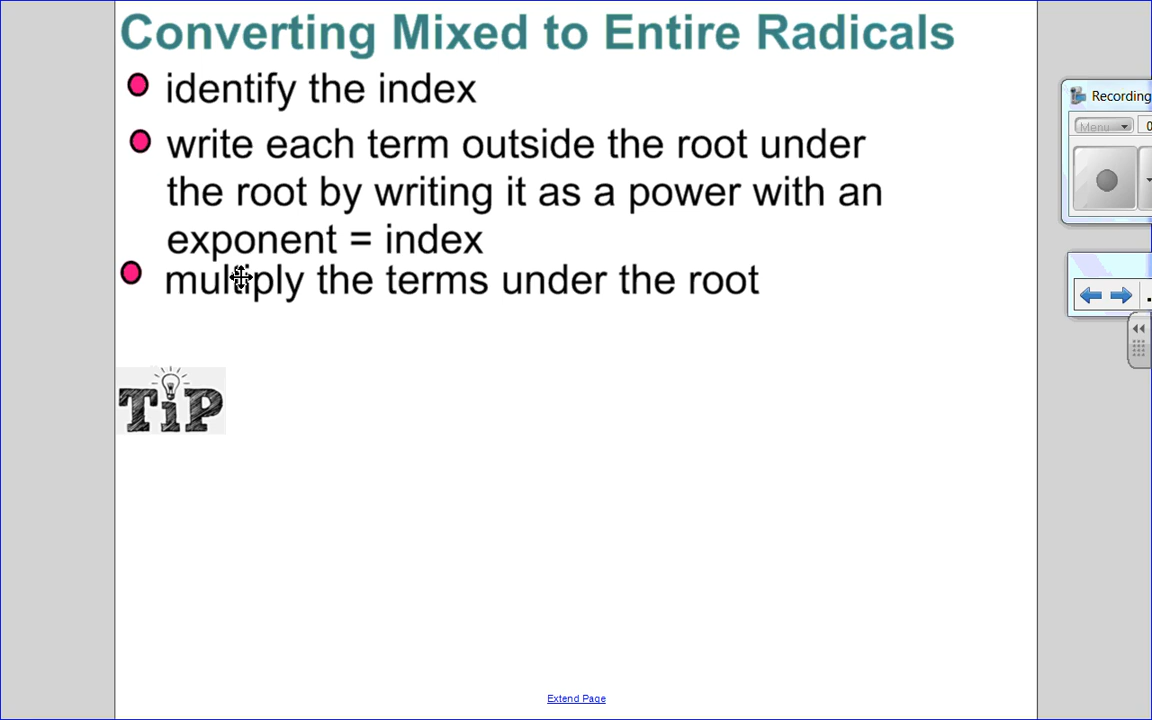 Converting Mixed to Entire Radicals
identify the index
write each term outside the root under
the root by writing it as a power with an
exponent = index
multiply the terms under the root
TiP
Extend Page
Recording
Menu
0